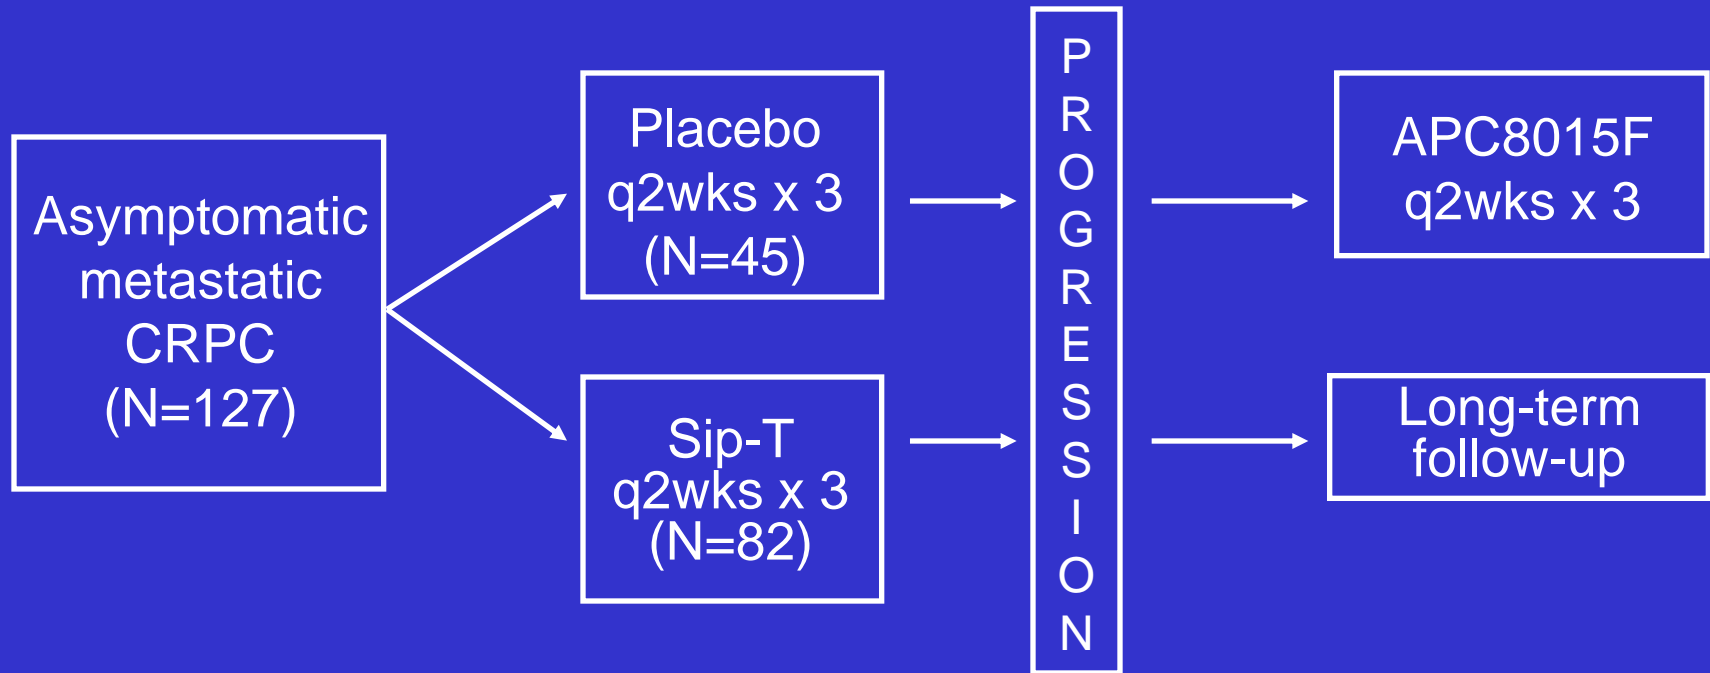 Asymptomatic
metastatic
CRPC
(N=127)
Placebo
q2wks x 3
(N=45)
Sip-T
q2wks x 3
(N=82)
P
R
O
G
R
E
S
S
I
O
N
APC8015F
q2wks x 3
Long-term
follow-up